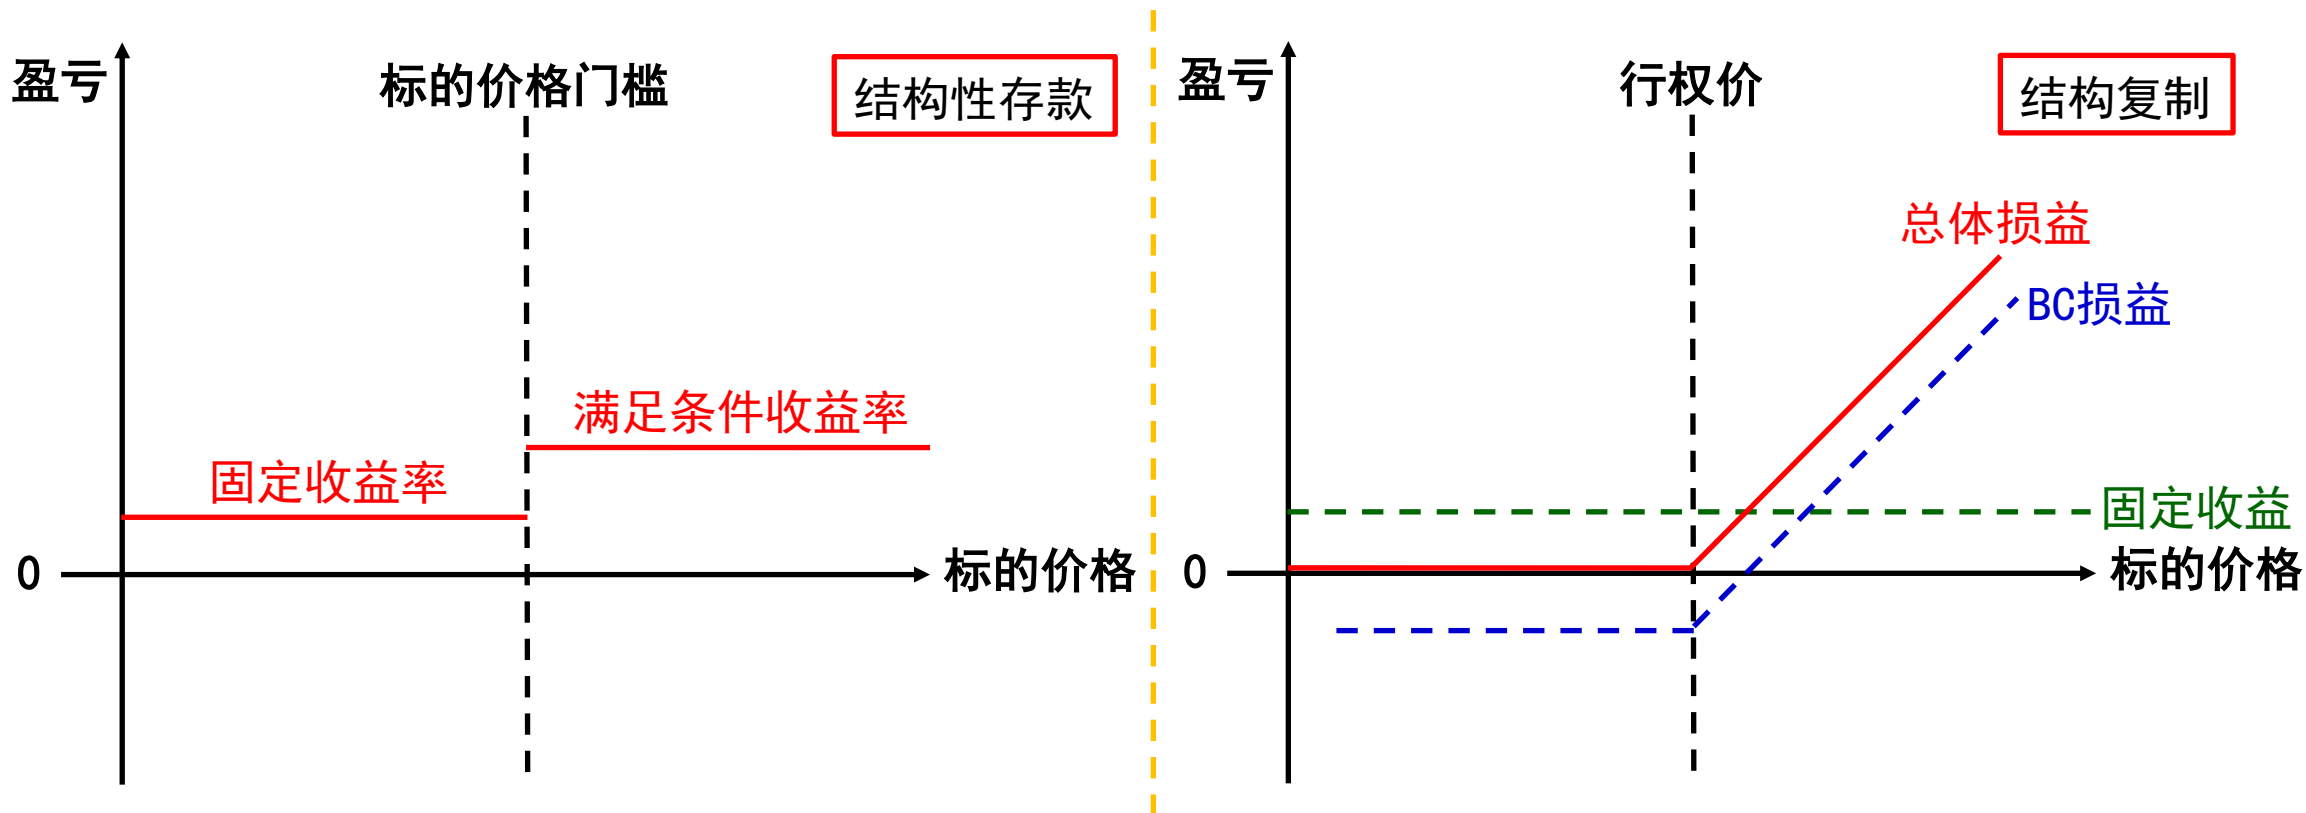 盈亏
标的价格门槛
结构性存款
满足条件收益率
固定收益率
0
标的价格
盈亏
行权价
结构复制
总体损益
BC损益
固定收益
0
标的价格